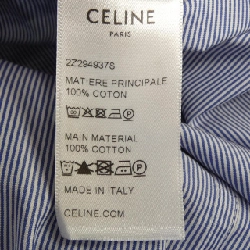 CELINE
PARIS
2Z294937S
MATIERE PRINCIPALE
100% COTON
MAIN MATERIAL
100% COTTON
MADE IN ITALY
CELINE.COM